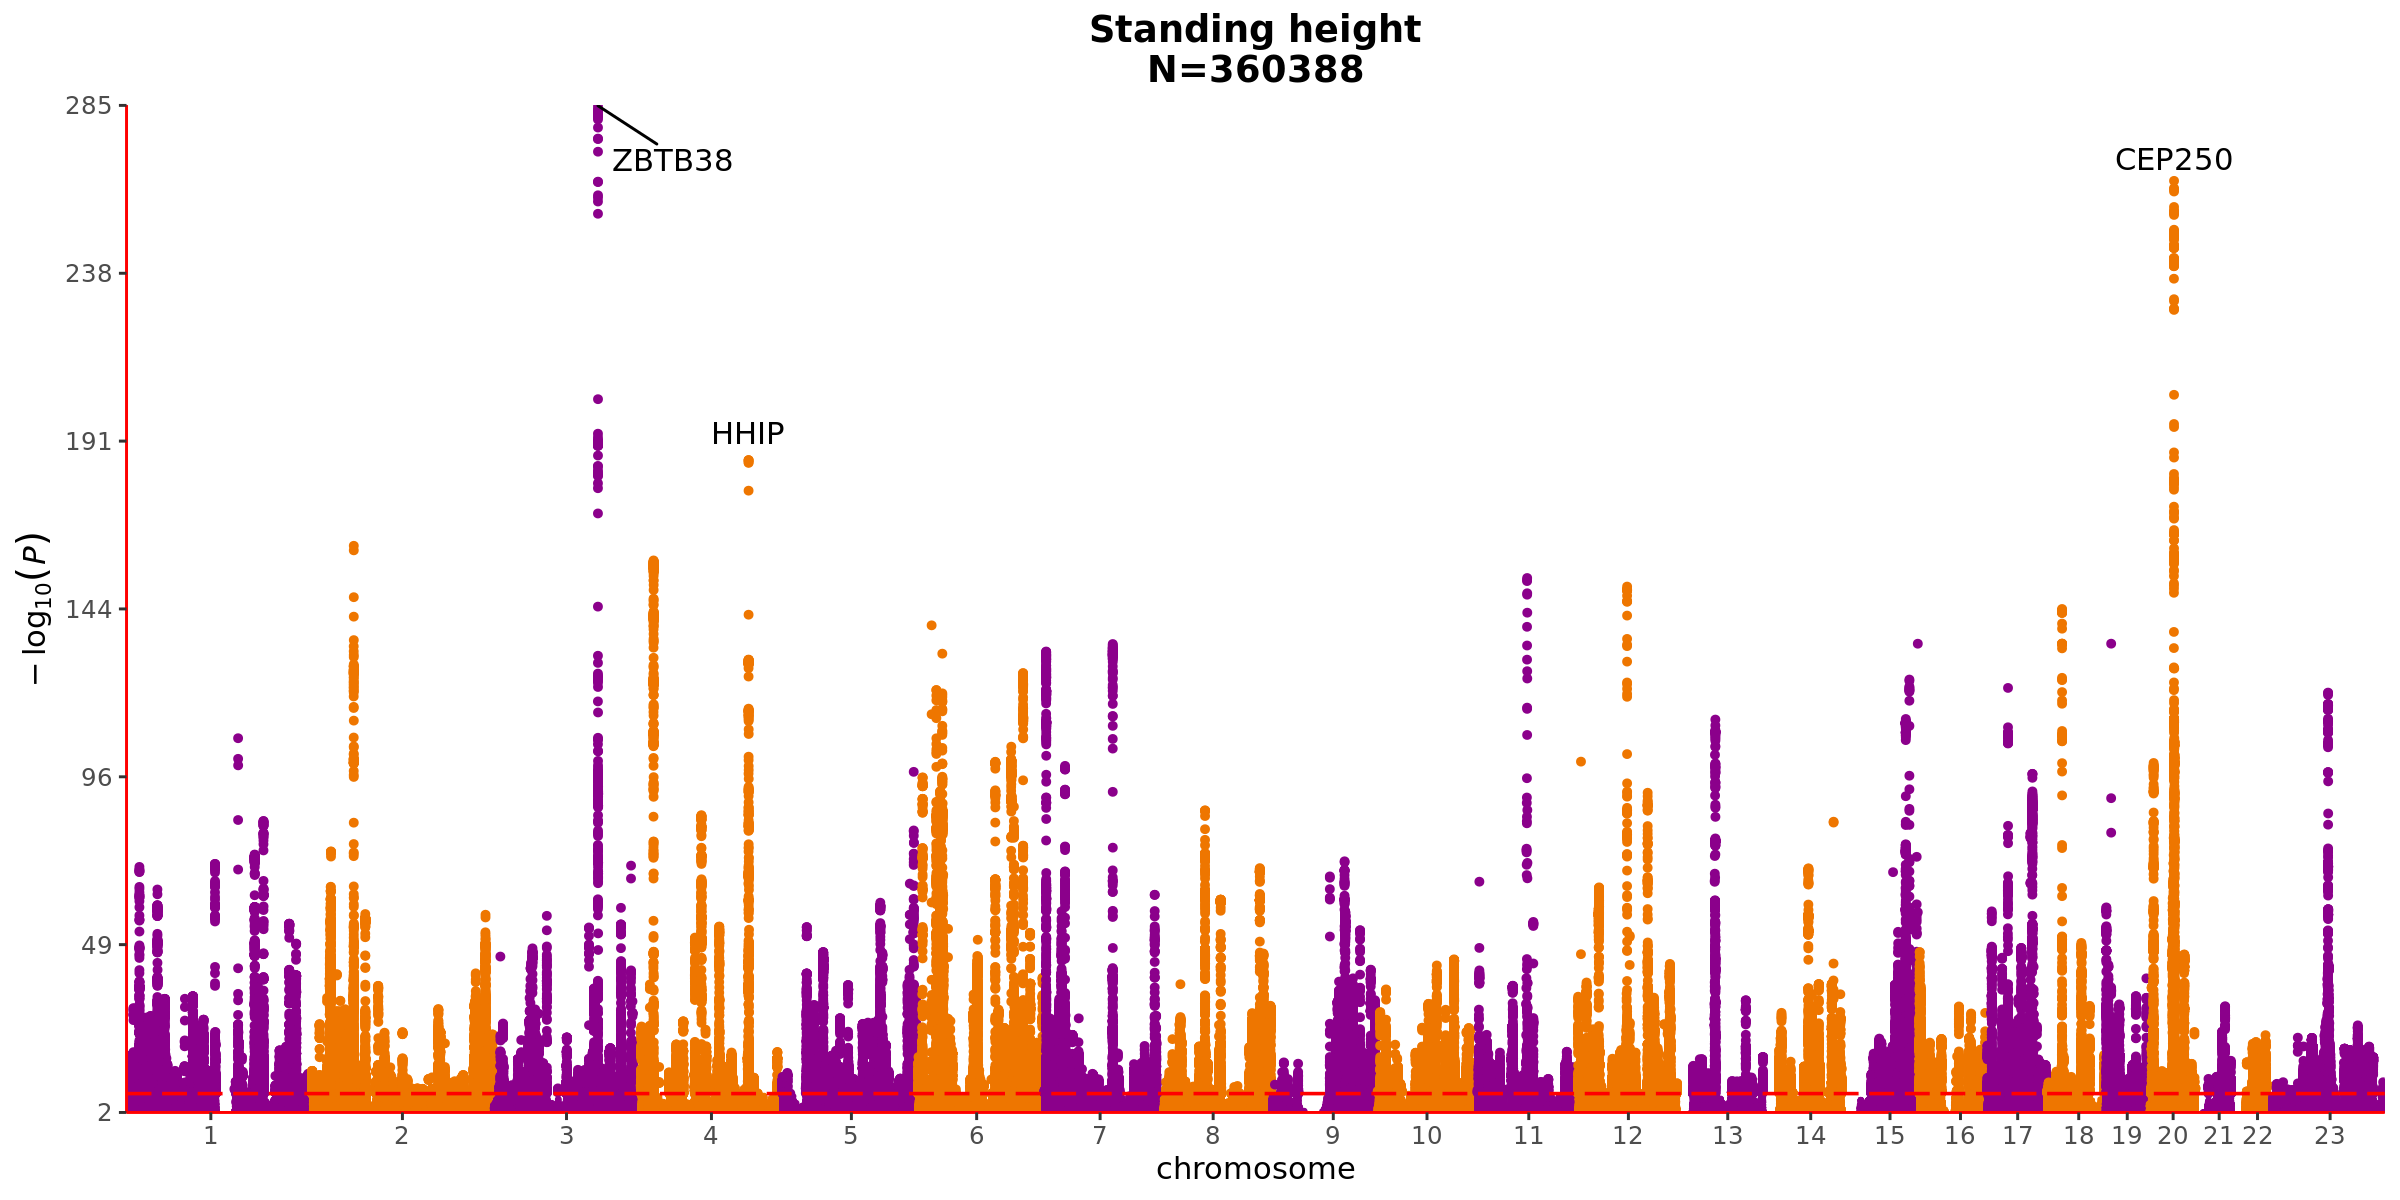 Standing height
N=360388
285
238
191
144
96
49
2
− log10(P)
ZBTB38
CEP250
HHIP
1 2 3 4 5 6 7 8 9 10 11 12 13 14 15 16 17 18 19 20 21 22 23
chromosome